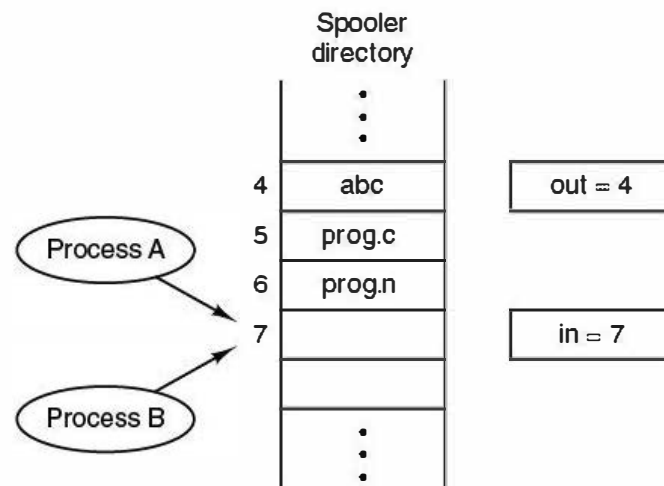 Spooler
directory
4 abc out = 4
Process A
5 prog.c
6 prog.n
7 in = 7
Process B